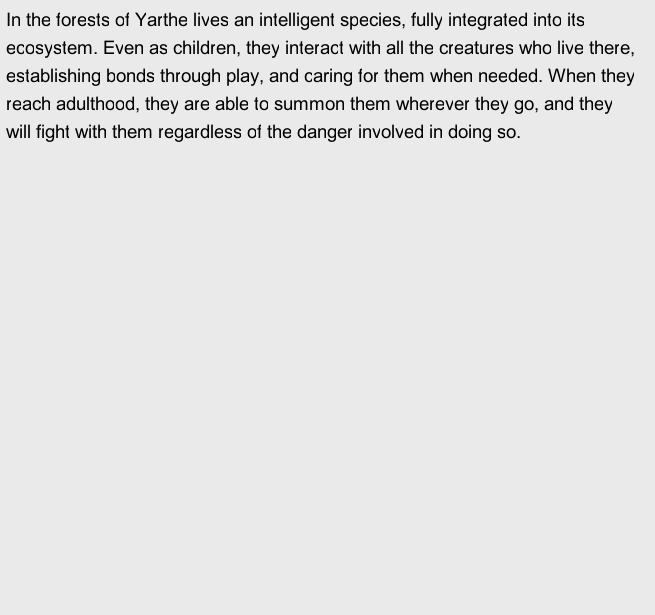 In the forests of Yarthe lives an intelligent species, fully integrated into its
ecosystem. Even as children, they interact with all the creatures who live there,
establishing bonds through play, and caring for them when needed. When they
reach adulthood, they are able to summon them wherever they go, and they
will fight with them regardless of the danger involved in doing so.